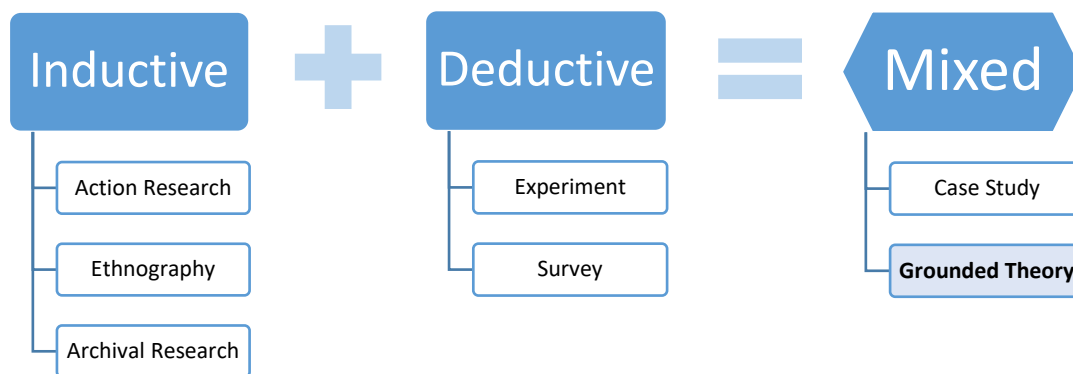 Inductive
Deductive
Mixed
Action Research
Ethnography
Archival Research
Experiment
Survey
Case Study
Grounded Theory